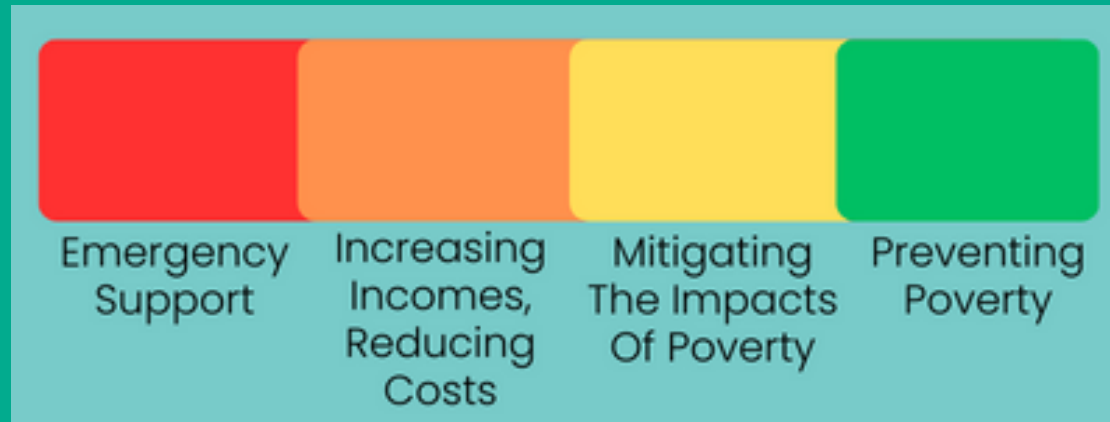 Emergency
Support
Increasing
Incomes,
Reducing
Costs
Mitigating
The Impacts
Of Poverty
Preventing
Poverty